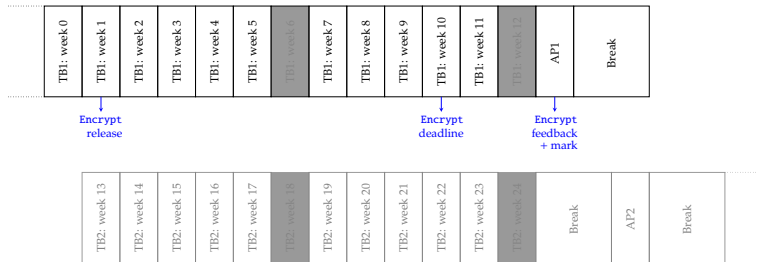 TB1: week 0
TB1: week 1
TB1: week 2
TB1: week 3
TB1: week 4
TB1: week 5
TB1: week 6
TB1: week 7
TB1: week 8
TB1: week 9
TB1: week 10
TB1: week 11
TB1: week 12
AP1
Break
Encrypt
release
Encrypt
deadline
Encrypt
feedback
+ mark
TB2: week 13
TB2: week 14
TB2: week 15
TB2: week 16
TB2: week 17
TB2: week 18
TB2: week 19
TB2: week 20
TB2: week 21
TB2: week 22
TB2: week 23
TB2: week 24
Break
AP2
Break